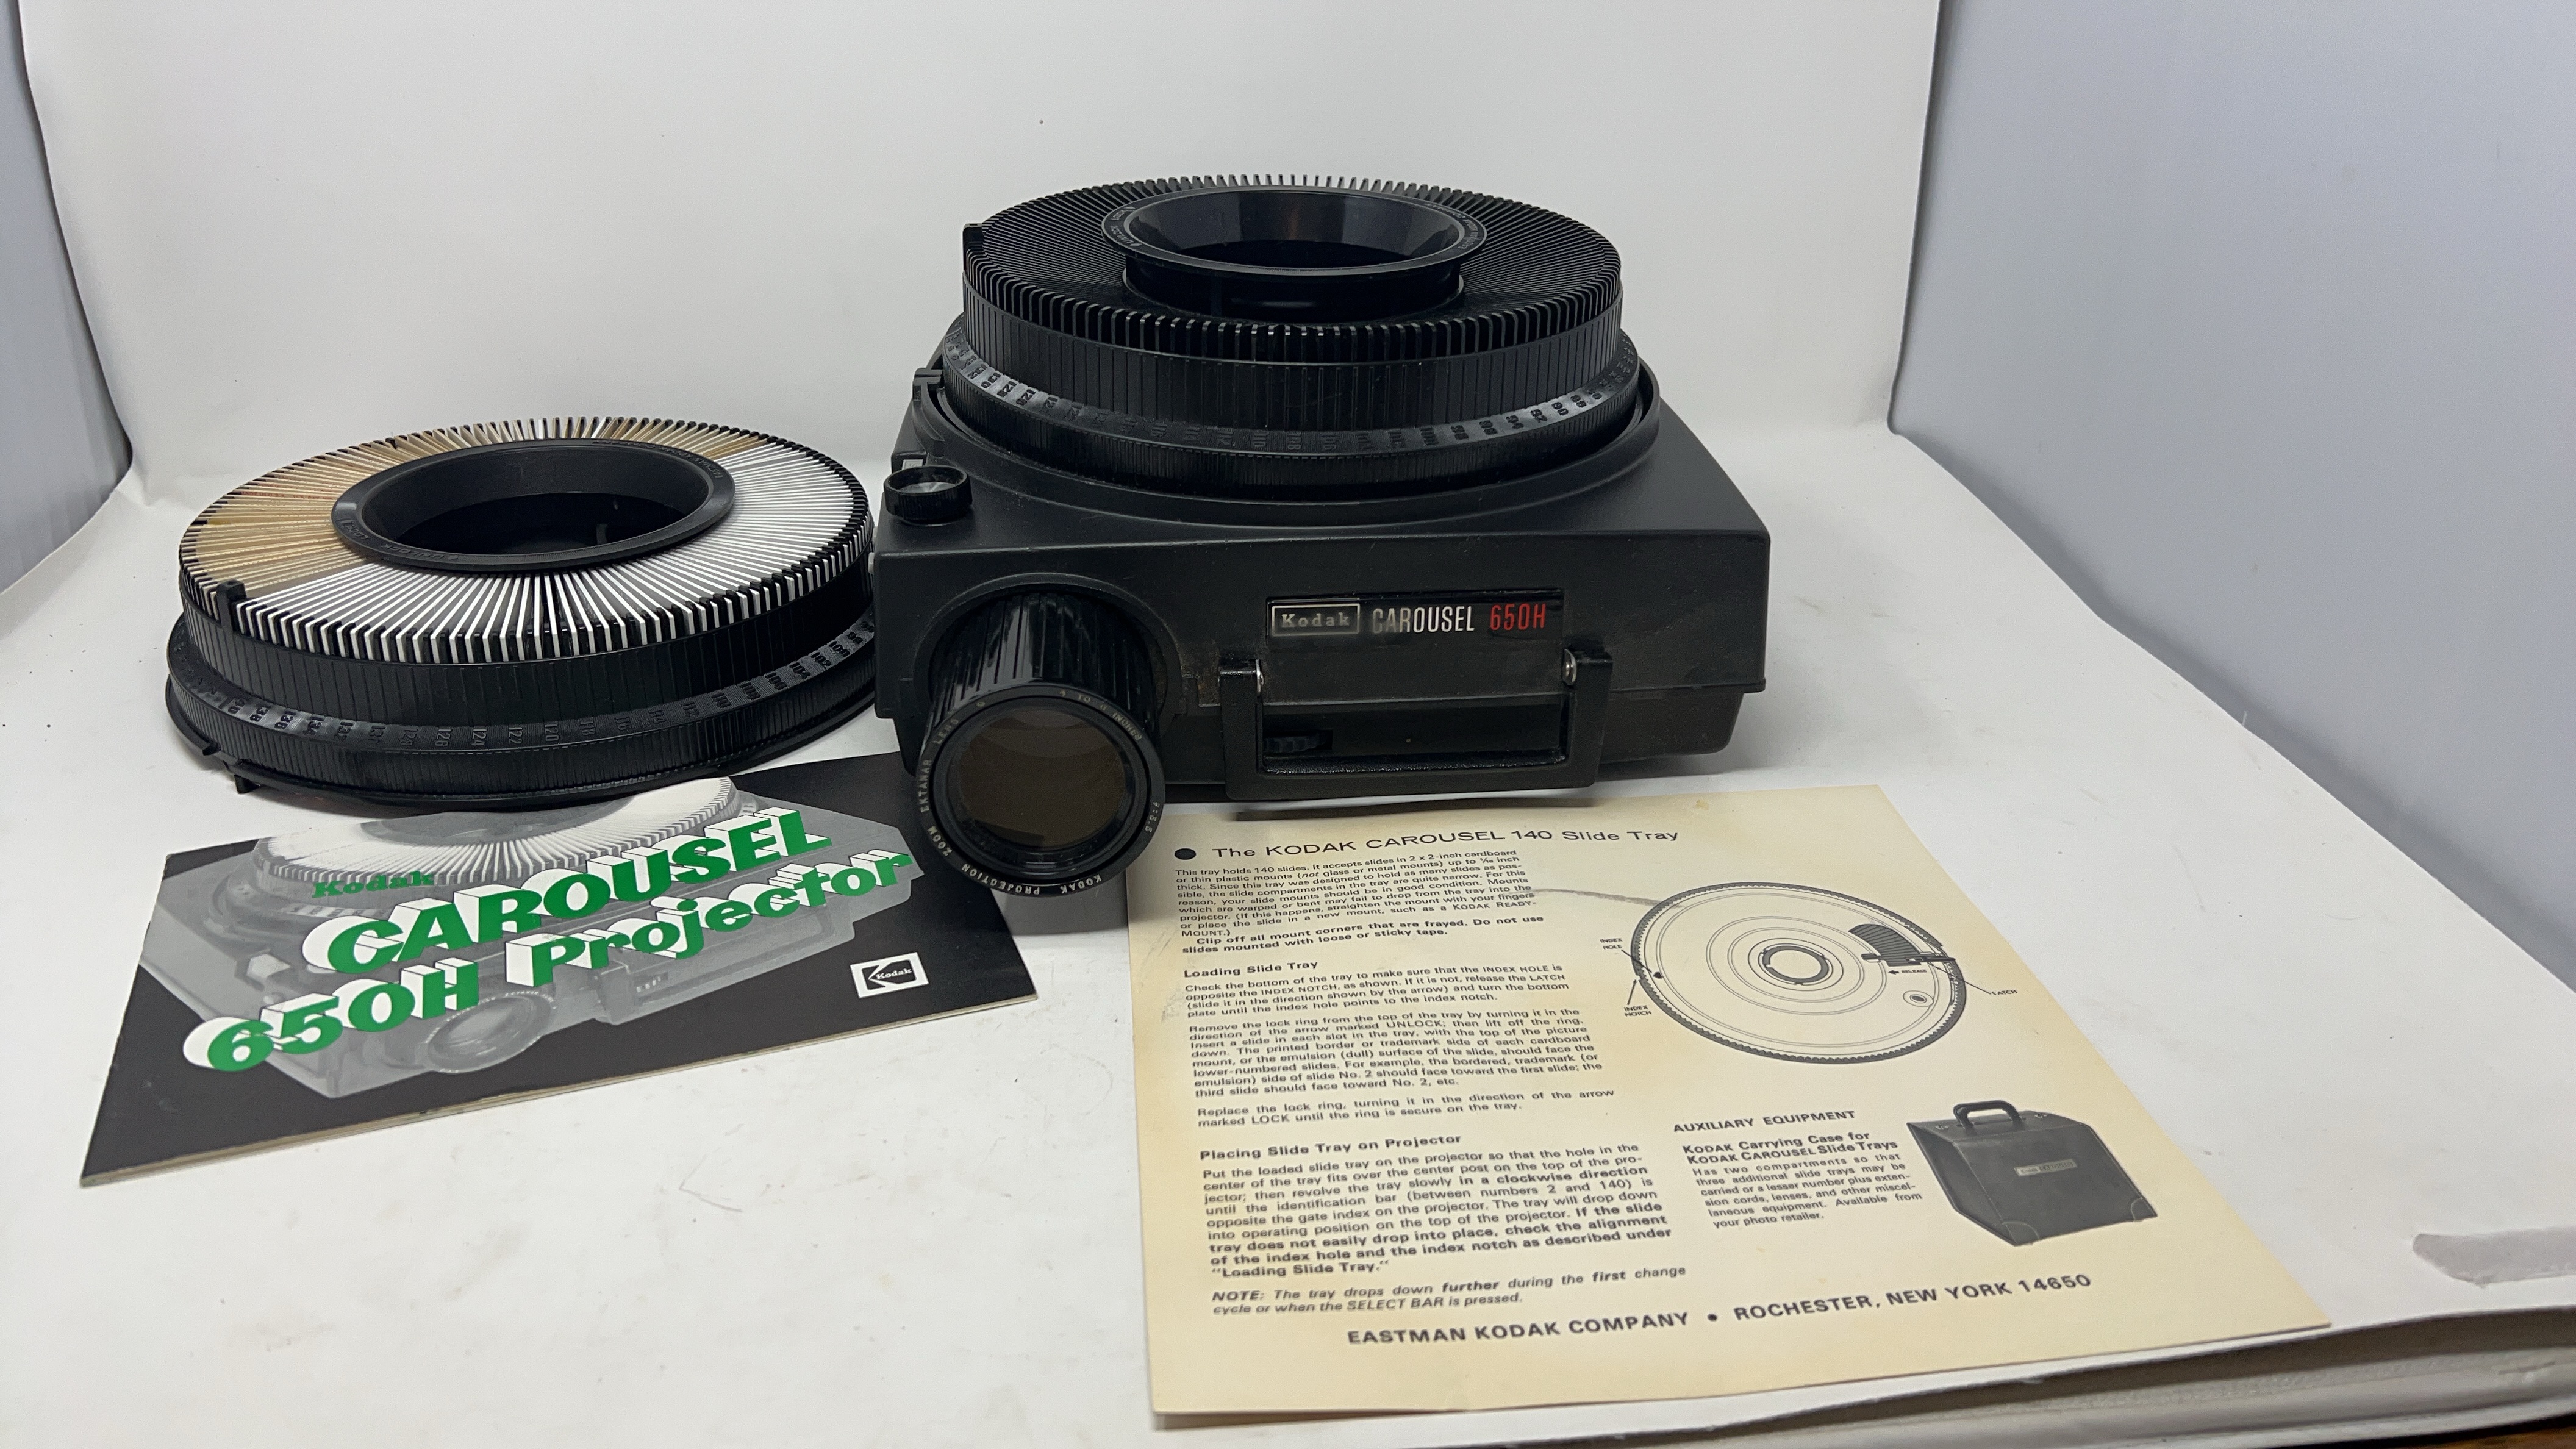 Kodak CAROUSEL 650H
KODAK PROJECTION ZOOM EKTANAR LENS
4 TO 6 INCHES
f:3.5
UNLOCK
LOCK
138
136
134
132
126
124
122
120
118
112
110
108
106
104
102
100
Kodak
CAROUSEL
650H Projector
Kodak
The KODAK CAROUSEL 140 Slide Tray
This tray holds 140 slides. It accepts slides in 2 x 2-inch cardboard
or thin plastic mounts (not glass or metal mounts) up to 1/16 inch
thick. Since this tray was designed to hold as many slides as pos-
sible, the slide compartments in the tray are quite narrow. For this
reason, your slide mounts should be in good condition. Mounts
which are warped or bent may fail to drop from the tray into the
projector. (If this happens, straighten the mount with your fingers
or place the slide in a new mount, such as a KODAK READY-
MOUNT.)
Clip off all mount corners that are frayed. Do not use
slides mounted with loose or sticky tape.
Loading Slide Tray
Check the bottom of the tray to make sure that the INDEX HOLE is
opposite the INDEX NOTCH, as shown. If it is not, release the LATCH
(slide it in the direction shown by the arrow) and turn the bottom
plate until the index hole points to the index notch.
Remove the lock ring from the top of the tray by turning it in the
direction of the arrow marked UNLOCK; then lift off the ring.
Insert a slide in each slot in the tray, with the top of the picture
down. The printed border or trademark side of each cardboard
mount, or the emulsion (dull) surface of the slide, should face the
lower-numbered slides. For example, the bordered, trademark (or
emulsion) side of slide No. 2 should face toward the first slide; the
third slide should face toward No. 2, etc.
Replace the lock ring, turning it in the direction of the arrow
marked LOCK until the ring is secure on the tray.
Placing Slide Tray on Projector
Put the loaded slide tray on the projector so that the hole in the
center of the tray fits over the center post on the top of the pro-
jector; then revolve the tray slowly in a clockwise direction
until the identification bar (between numbers 2 and 140) is
opposite the gate index on the projector. The tray will drop down
into operating position on the top of the projector. If the slide
tray does not easily drop into place, check the alignment
of the index hole and the index notch as described under
"Loading Slide Tray."
NOTE: The tray drops down further during the first change
cycle or when the SELECT BAR is pressed.
INDEX
HOLE
INDEX
NOTCH
RELEASE
LATCH
AUXILIARY EQUIPMENT
KODAK Carrying Case for
KODAK CAROUSEL Slide Trays
Has two compartments so that
three additional slide trays may be
carried or a lesser number plus exten-
sion cords, lenses, and other miscel-
laneous equipment. Available from
your photo retailer.
EASTMAN KODAK COMPANY • ROCHESTER, NEW YORK 14650